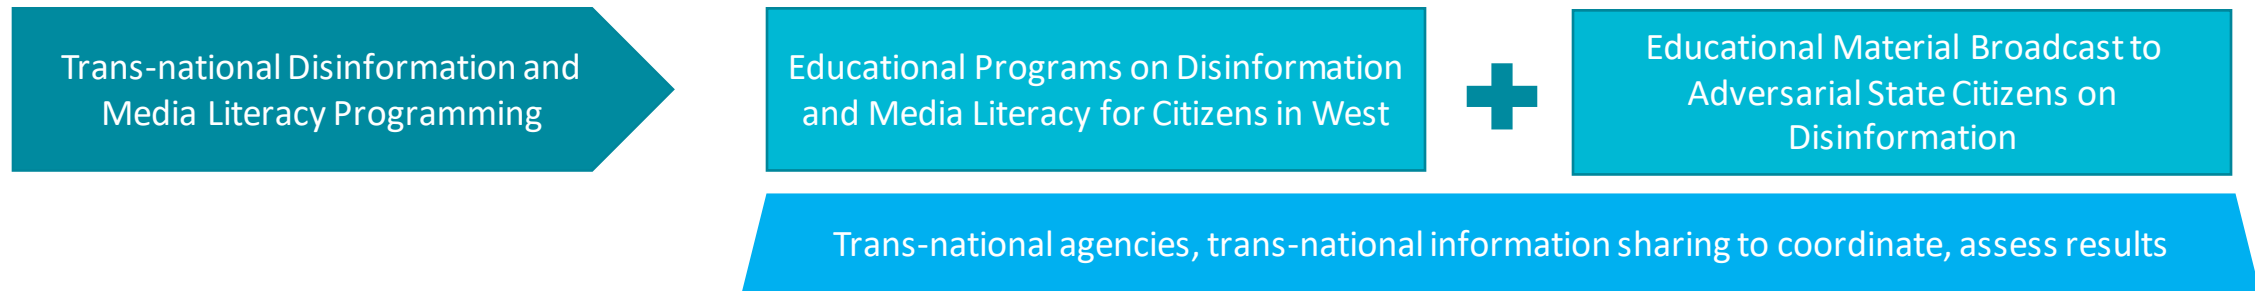 Trans-national Disinformation and
Media Literacy Programming
Educational Programs on Disinformation
and Media Literacy for Citizens in West
Educational Material Broadcast to
Adversarial State Citizens on
Disinformation
Trans-national agencies, trans-national information sharing to coordinate, assess results